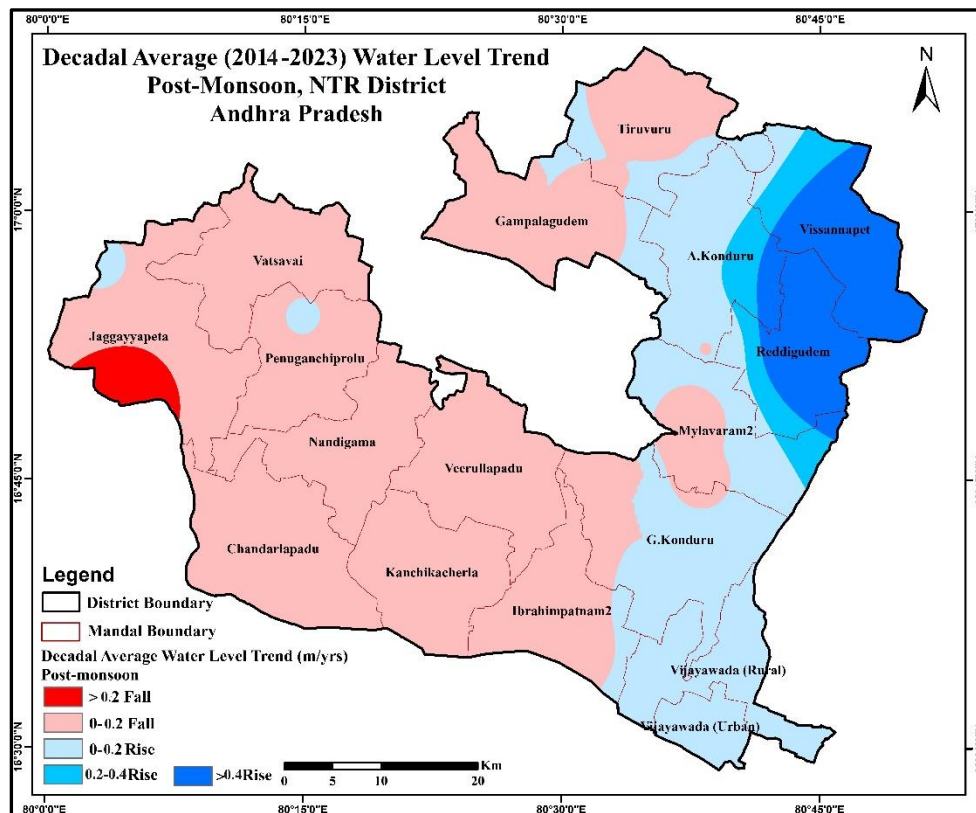 80°0'0"E 80°15'0"E 80°30'0"E 80°45'0"E
Decadal Average (2014-2023) Water Level Trend
Post-Monsoon, NTR District
Andhra Pradesh
N
Tiruvuru
17°0'0"N
Gampalagudem
Vissannapet
Vatsavai
A.Konduru
Jaggayyapeta
Penuganchiprolu
Reddigudem
Nandigama
Mylavaram2
Veerullapadu
16°45'0"N
G.Konduru
Chandarlapadu
Kanchikacherla
Ibrahimpatnam2
Vijayawada (Rural)
Vijayawada (Urban)
16°30'0"N
Legend
District Boundary
Mandal Boundary
Decadal Average Water Level Trend (m/yrs)
Post-monsoon
>0.2 Fall
0-0.2 Fall
0-0.2 Rise
0.2-0.4Rise >0.4Rise
Km
0 5 10 20
80°0'0"E 80°15'0"E 80°30'0"E 80°45'0"E